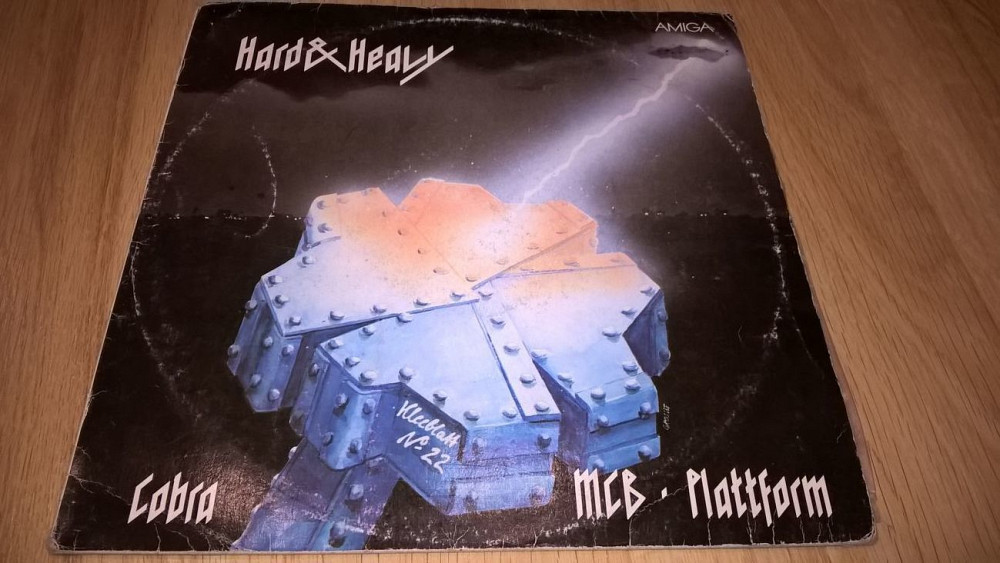 AMIGA
Hard & Heavy
Kleeblatt
№ 22
Cobra
MCB · Plattform